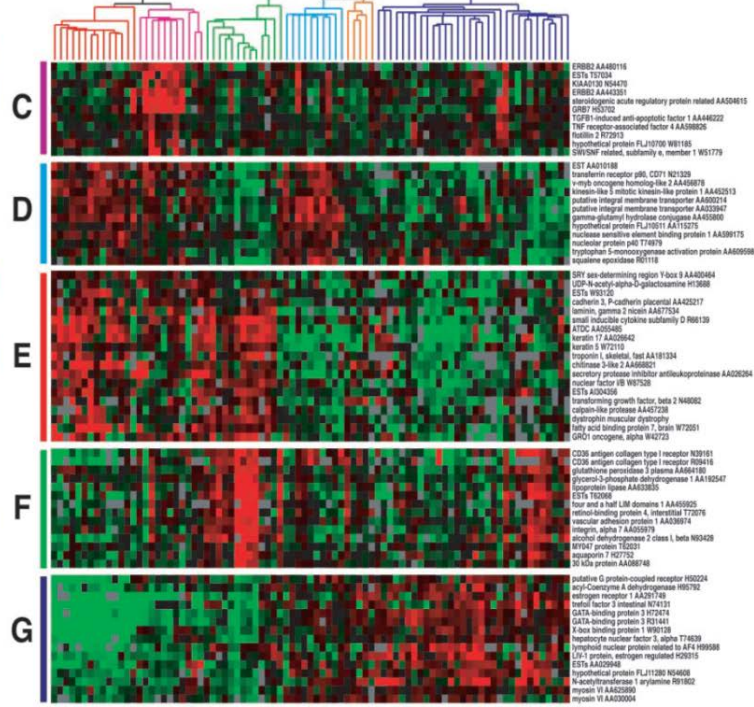 C
ERBB2 AA480116
ESTs T57034
KIAA0130 N54470
ERBB2 AA443351
steroidogenic acute regulatory protein related AA504615
GRB7 H53702
TGFB1-induced anti-apoptotic factor 1 AA446222
TNF receptor-associated factor 4 AA598826
flotillin 2 R72913
hypothetical protein FLJ10700 W81185
SWI/SNF related, subfamily e, member 1 W51779
D
EST AA010188
transferrin receptor p90, CD71 N21329
v-myb oncogene homolog-like 2 AA456878
kinesin-like 5 mitotic kinesin-like protein 1 AA452513
putative integral membrane transporter AA600214
putative integral membrane transporter AA033947
gamma-glutamyl hydrolase conjugase AA455800
hypothetical protein FLJ10511 AA115275
nuclease sensitive element binding protein 1 AA599175
nucleolar protein p40 T74979
tryptophan 5-monooxygenase activation protein AA609598
squalene epoxidase R01118
E
SRY sex-determining region Y-box 9 AA400464
UDP-N-acetyl-alpha-D-galactosamine H13688
ESTs W93120
cadherin 3, P-cadherin placental AA425217
laminin, gamma 2 nicein AA677534
small inducible cytokine subfamily D R66139
ATDC AA055485
keratin 17 AA026642
keratin 5 W72110
troponin I, skeletal, fast AA181334
chitinase 3-like 2 AA668821
secretory protease inhibitor antileukoproteinase AA026264
nuclear factor I/B W87528
ESTs AI304356
transforming growth factor, beta 2 N48082
calpain-like protease AA457238
dystrophin muscular dystrophy
fatty acid binding protein 7, brain W72051
GRO1 oncogene, alpha W42723
F
CD36 antigen collagen type I receptor N39161
CD36 antigen collagen type I receptor R09416
glutathione peroxidase 3 plasma AA664180
glycerol-3-phosphate dehydrogenase 1 AA192547
lipoprotein lipase AA633835
ESTs T62068
four and a half LIM domains 1 AA455925
retinol-binding protein 4, interstitial T72076
vascular adhesion protein 1 AA036974
integrin, alpha 7 AA055979
alcohol dehydrogenase 2 class I, beta N93428
MY047 protein T62031
aquaporin 7 H27752
30 kDa protein AA088748
G
putative G protein-coupled receptor H50224
acyl-Coenzyme A dehydrogenase H95792
estrogen receptor 1 AA291749
trefoil factor 3 intestinal N74131
GATA-binding protein 3 H72474
GATA-binding protein 3 R31441
X-box binding protein 1 W90128
hepatocyte nuclear factor 3, alpha T74639
lymphoid nuclear protein related to AF4 H99588
LIV-1 protein, estrogen regulated H29315
ESTs AA029948
hypothetical protein FLJ11280 N54608
N-acetyltransferase 1 arylamine R91802
myosin VI AA625890
myosin VI AA030004